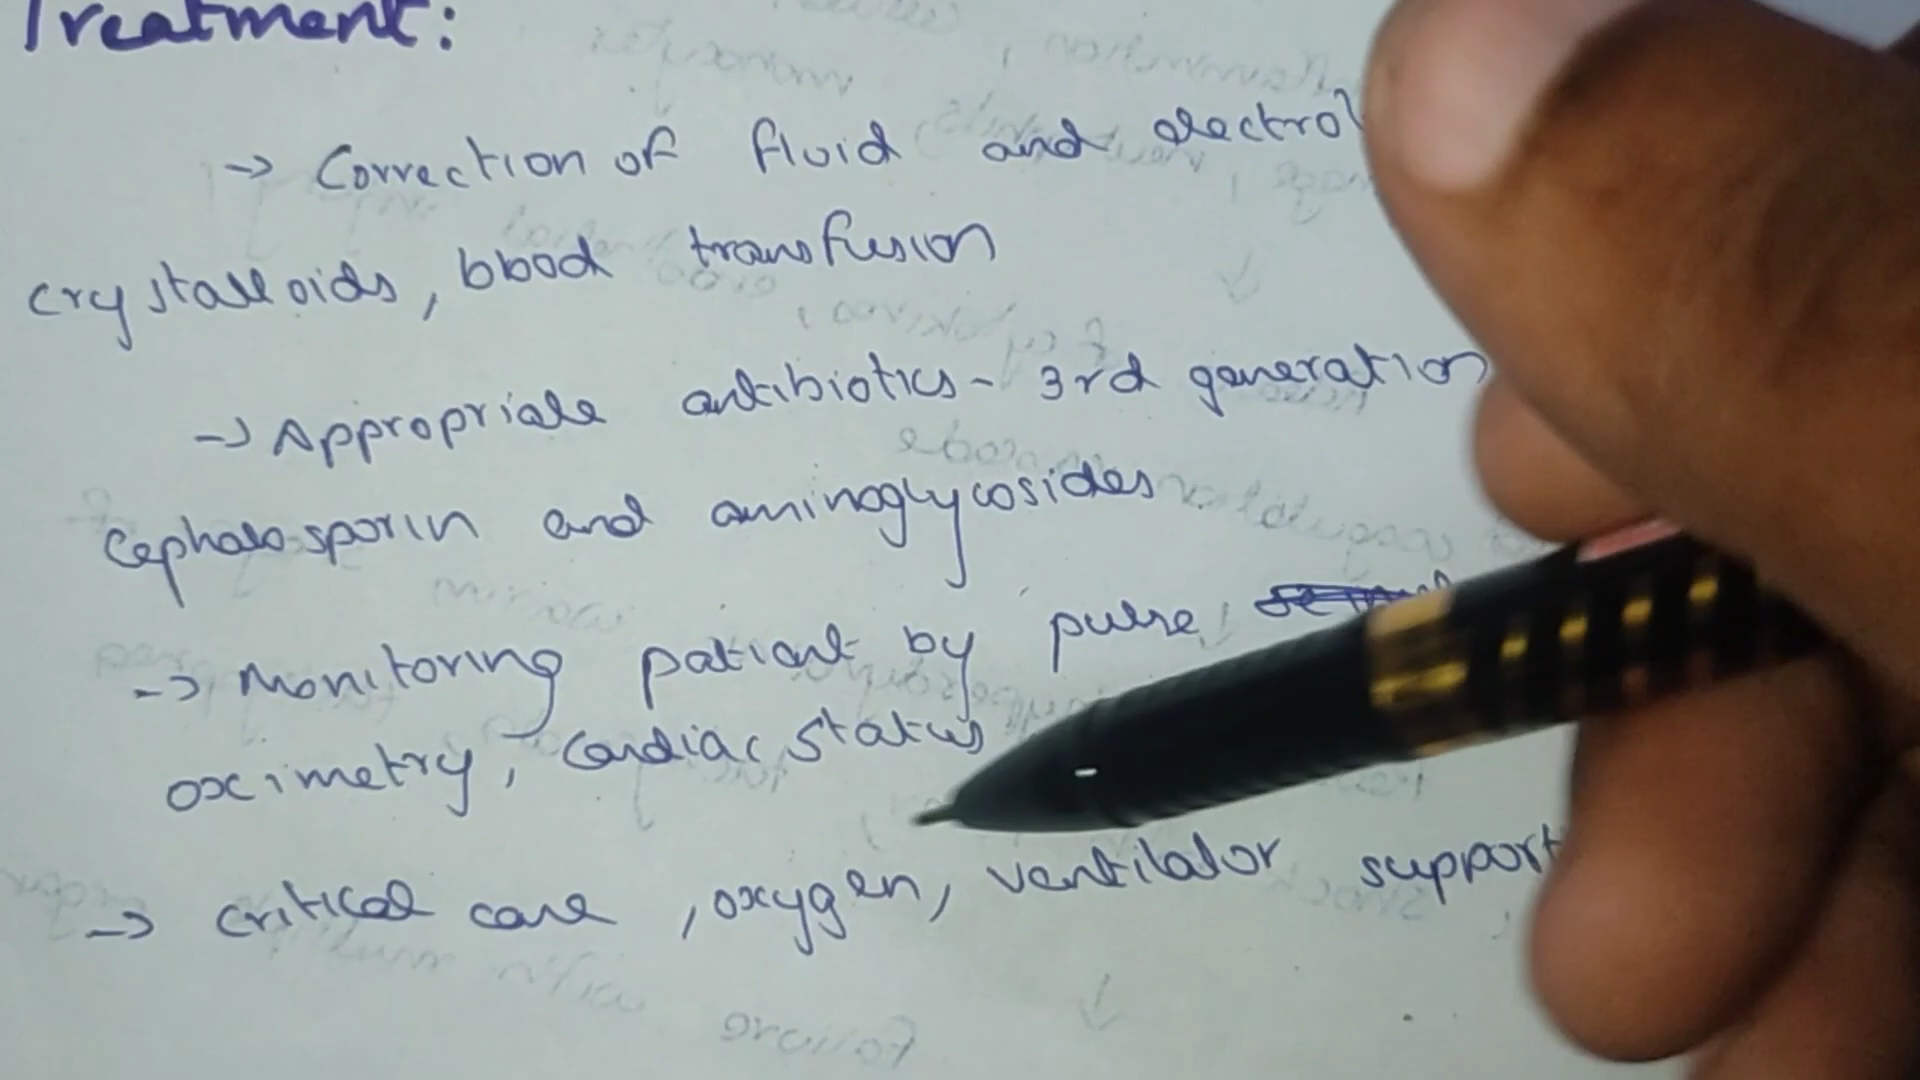 Treatment:
-> Correction of fluid and electrol
crystalloids, blood transfusion
-> Appropriate antibiotics - 3rd generation
Cephalosporin and aminoglycosides
-> Monitoring patient by pulse
oximetry, cardiac status
-> critical care, oxygen, ventilator support